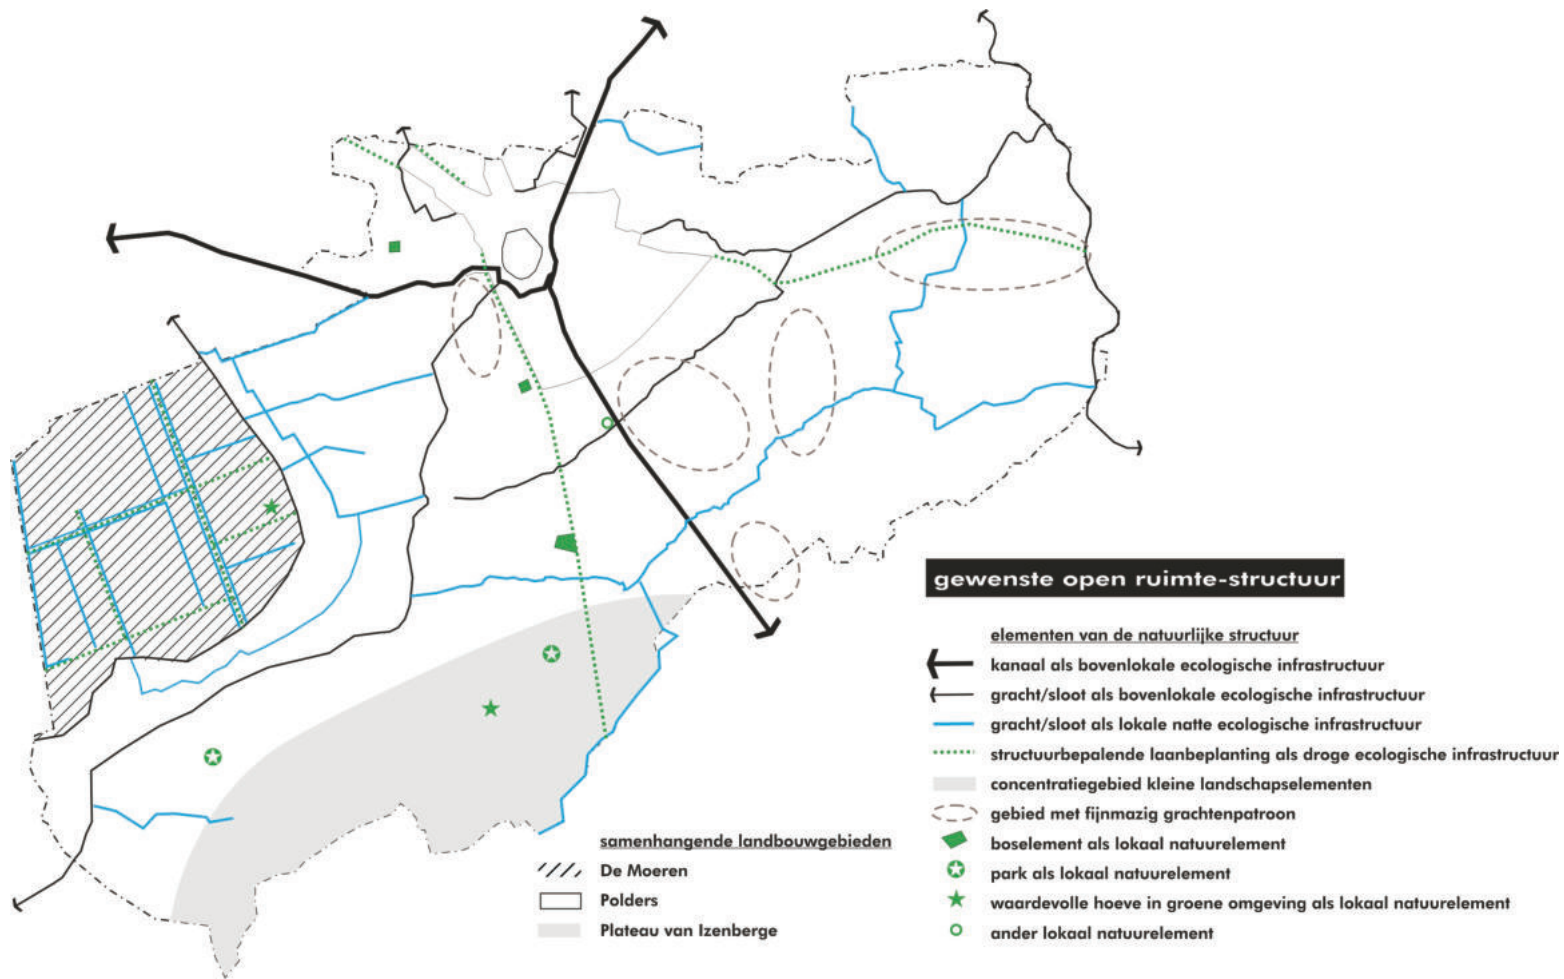 gewenste open ruimte-structuur
elementen van de natuurlijke structuur
kanaal als bovenlokale ecologische infrastructuur
gracht/sloot als bovenlokale ecologische infrastructuur
gracht/sloot als lokale natte ecologische infrastructuur
structuurbepalende laanbeplanting als droge ecologische infrastructuur
concentratiegebied kleine landschapselementen
gebied met fijnmazig grachtenpatroon
boselement als lokaal natuurelement
park als lokaal natuurelement
waardevolle hoeve in groene omgeving als lokaal natuurelement
ander lokaal natuurelement
samenhangende landbouwgebieden
De Moeren
Polders
Plateau van Izenberge